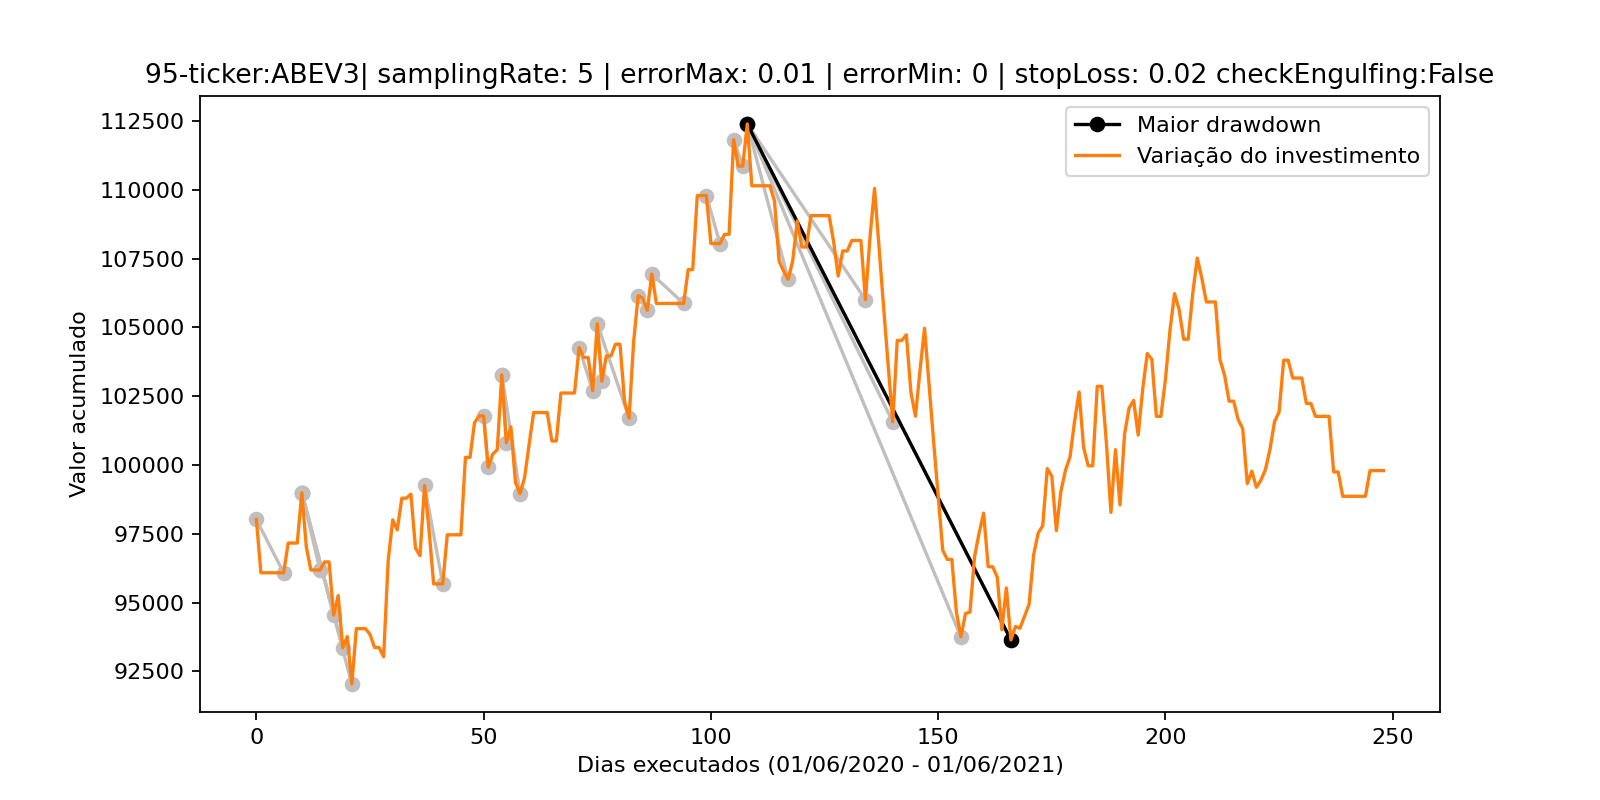 95-ticker:ABEV3| samplingRate: 5 | errorMax: 0.01 | errorMin: 0 | stopLoss: 0.02 checkEngulfing:False
Maior drawdown
Variação do investimento
Valor acumulado
112500
110000
107500
105000
102500
100000
97500
95000
92500
0 50 100 150 200 250
Dias executados (01/06/2020 - 01/06/2021)